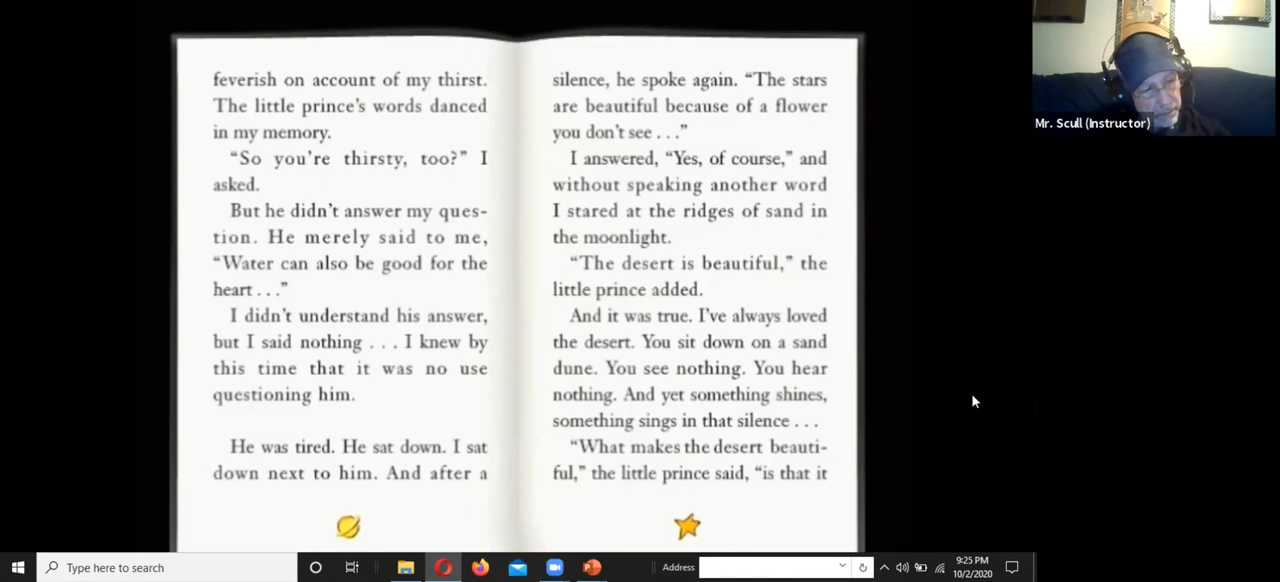 feverish on account of my thirst.
The little prince's words danced
in my memory.
“So you're thirsty, too?” I
asked.
But he didn't answer my ques-
tion. He merely said to me,
“Water can also be good for the
heart . . .”
I didn't understand his answer,
but I said nothing . . . I knew by
this time that it was no use
questioning him.
He was tired. He sat down. I sat
down next to him. And after a
silence, he spoke again. “The stars
are beautiful because of a flower
you don't see . . .”
I answered, “Yes, of course,” and
without speaking another word
I stared at the ridges of sand in
the moonlight.
“The desert is beautiful,” the
little prince added.
And it was true. I've always loved
the desert. You sit down on a sand
dune. You see nothing. You hear
nothing. And yet something shines,
something sings in that silence . . .
“What makes the desert beauti-
ful,” the little prince said, “is that it
Mr. Scull (Instructor)
Type here to search
Address
9:25 PM
10/2/2020